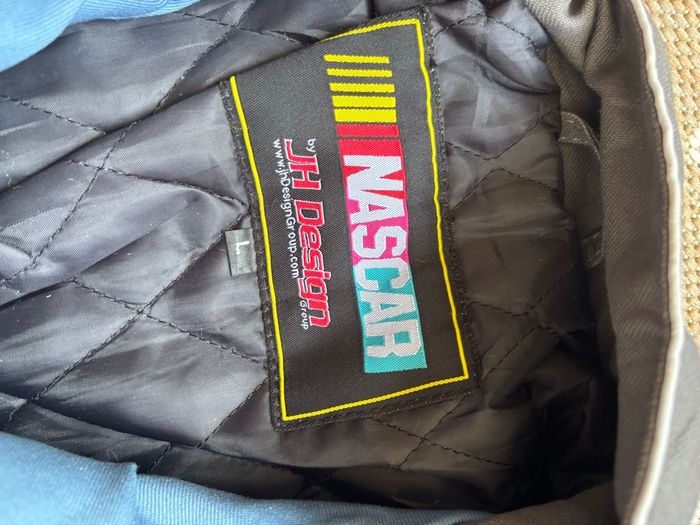 NASCAR
by JH Design Group
www.jhDesignGroup.com
L